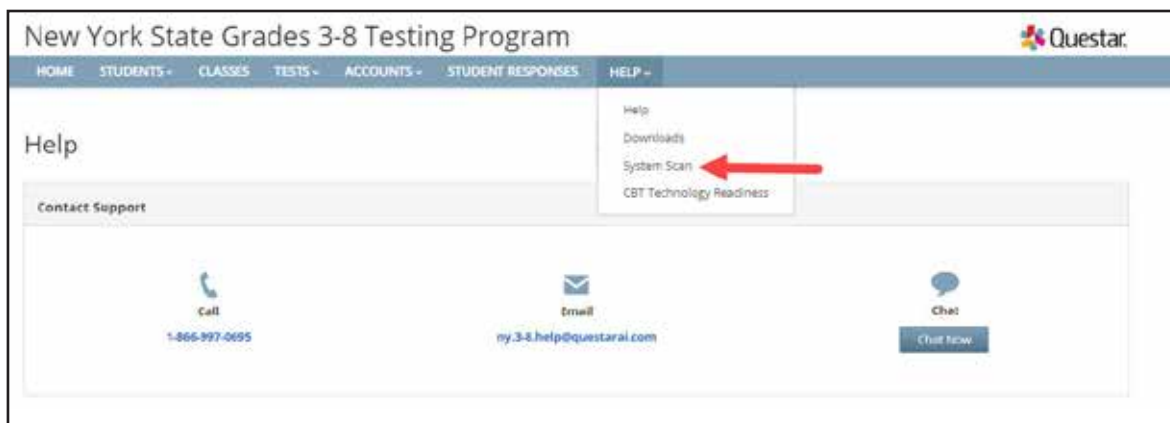 New York State Grades 3-8 Testing Program
Questar.
HOME STUDENTS CLASSES TESTS ACCOUNTS STUDENT RESPONSES HELP
Help
Downloads
System Scan
CBT Technology Readiness
Help
Contact Support
Call
1-866-997-0695
Email
ny.3-8.help@questarai.com
Chat
Chat Now